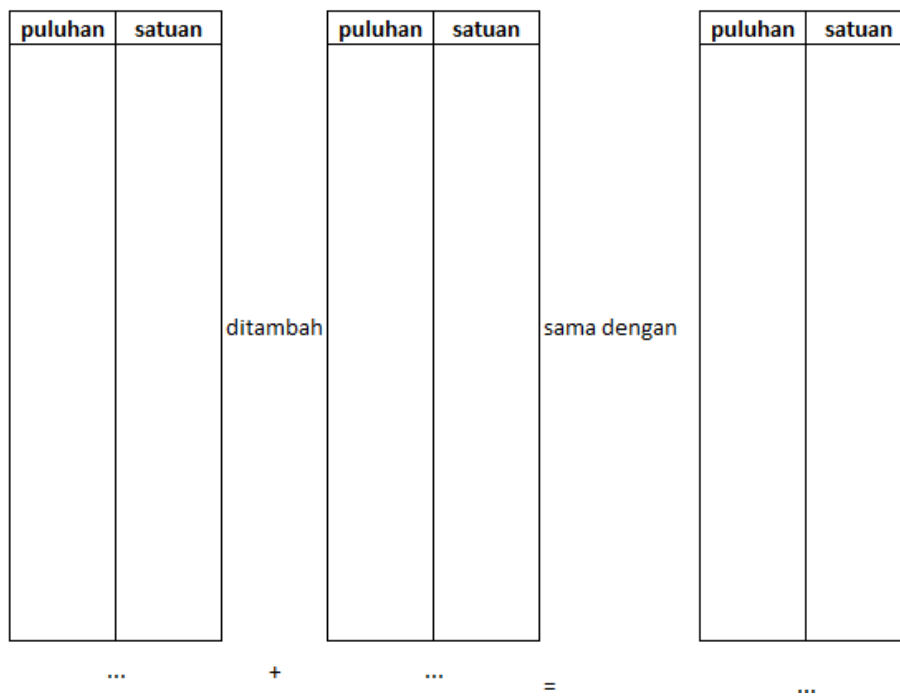 puluhan satuan puluhan satuan puluhan satuan
ditambah sama dengan
... + ... = ...